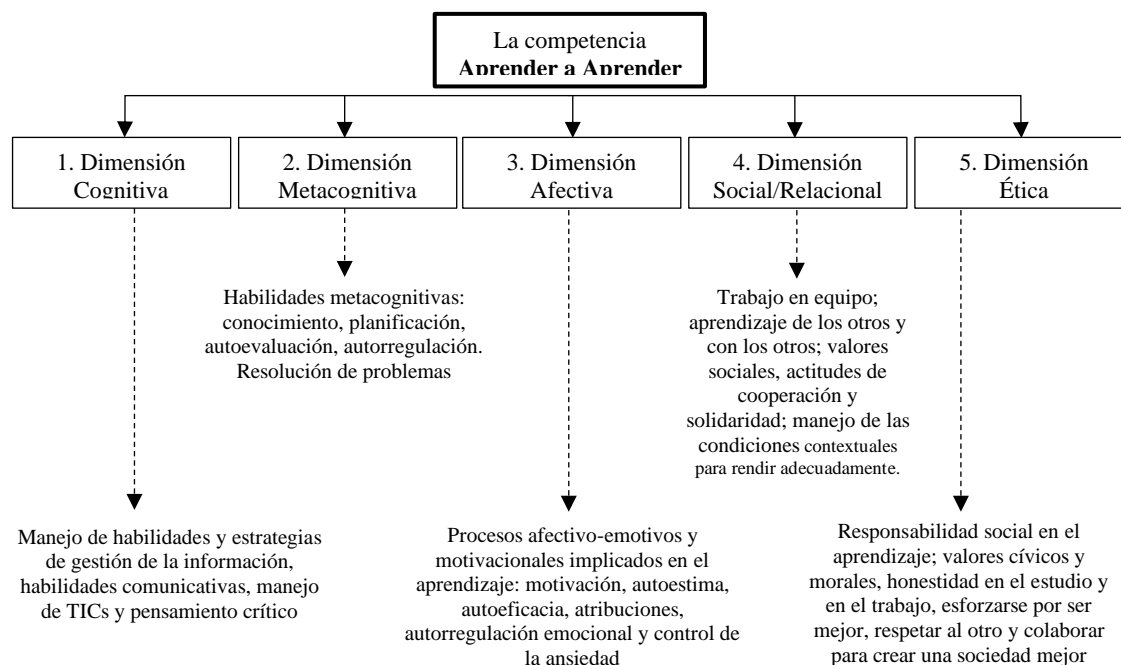 La competencia
Aprender a Aprender
1. Dimensión
Cognitiva
2. Dimensión
Metacognitiva
3. Dimensión
Afectiva
4. Dimensión
Social/Relacional
5. Dimensión
Ética
Habilidades metacognitivas:
conocimiento, planificación,
autoevaluación, autorregulación.
Resolución de problemas
Trabajo en equipo;
aprendizaje de los otros y
con los otros; valores
sociales, actitudes de
cooperación y
solidaridad; manejo de las
condiciones contextuales
para rendir adecuadamente.
Manejo de habilidades y estrategias
de gestión de la información,
habilidades comunicativas, manejo
de TICs y pensamiento crítico
Procesos afectivo-emotivos y
motivacionales implicados en el
aprendizaje: motivación, autoestima,
autoeficacia, atribuciones,
autorregulación emocional y control de
la ansiedad
Responsabilidad social en el
aprendizaje; valores cívicos y
morales, honestidad en el estudio y
en el trabajo, esforzarse por ser
mejor, respetar al otro y colaborar
para crear una sociedad mejor